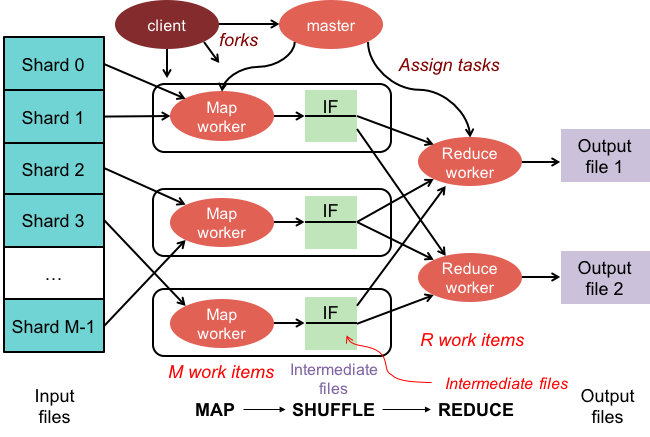 client
master
forks
Assign tasks
Shard 0
Shard 1
Shard 2
Shard 3
...
Shard M-1
Map
worker
IF
Map
worker
IF
Map
worker
IF
Reduce
worker
Reduce
worker
Output
file 1
Output
file 2
M work items
R work items
Intermediate
files
Intermediate files
Input
files
MAP
SHUFFLE
REDUCE
Output
files